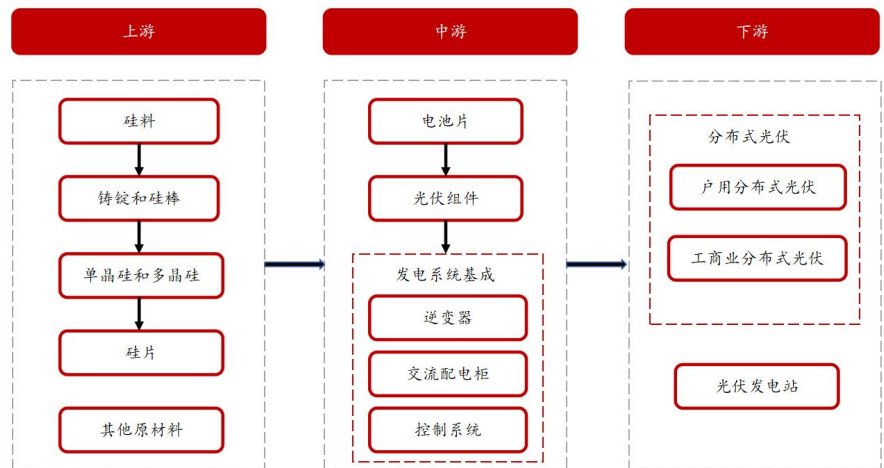 上游
硅料
铸锭和硅棒
单晶硅和多晶硅
硅片
其他原材料
中游
电池片
光伏组件
发电系统基成
逆变器
交流配电柜
控制系统
下游
分布式光伏
户用分布式光伏
工商业分布式光伏
光伏发电站